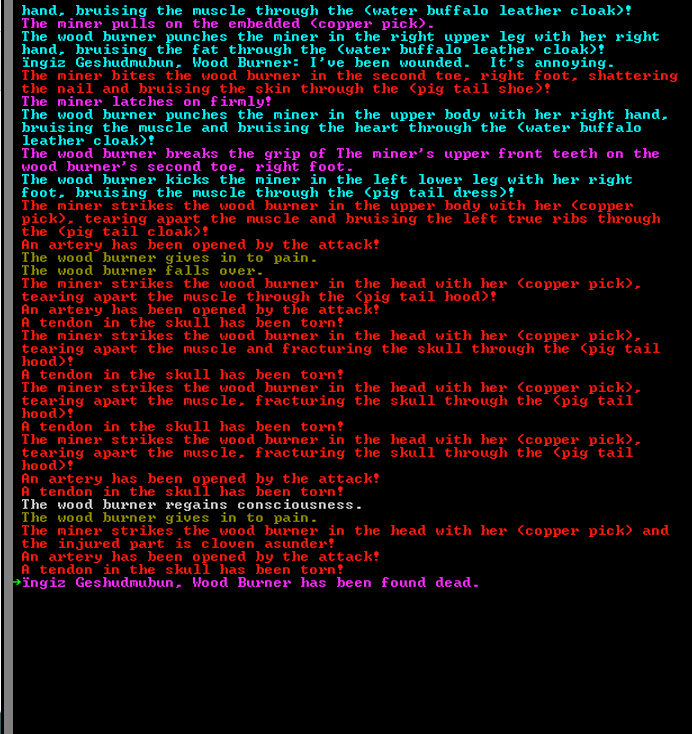 hand, bruising the muscle through the (water buffalo leather cloak)!
The miner pulls on the embedded (copper pick).
The wood burner punches the miner in the right upper leg with her right
hand, bruising the fat through the (water buffalo leather cloak)!
ïngiz Geshudmubun, Wood Burner: I've been wounded.  It's annoying.
The miner bites the wood burner in the second toe, right foot, shattering
the nail and bruising the skin through the (pig tail shoe)!
The miner latches on firmly!
The wood burner punches the miner in the upper body with her right hand,
bruising the muscle and bruising the heart through the (water buffalo
leather cloak)!
The wood burner breaks the grip of The miner's upper front teeth on the
wood burner's second toe, right foot.
The wood burner kicks the miner in the left lower leg with her right
foot, bruising the muscle through the (pig tail dress)!
The miner strikes the wood burner in the upper body with her (copper
pick), tearing apart the muscle and bruising the left true ribs through
the (pig tail cloak)!
An artery has been opened by the attack!
The wood burner gives in to pain.
The wood burner falls over.
The miner strikes the wood burner in the head with her (copper pick),
tearing apart the muscle through the (pig tail hood)!
An artery has been opened by the attack!
A tendon in the skull has been torn!
The miner strikes the wood burner in the head with her (copper pick),
tearing apart the muscle and fracturing the skull through the (pig tail
hood)!
A tendon in the skull has been torn!
The miner strikes the wood burner in the head with her (copper pick),
tearing apart the muscle, fracturing the skull through the (pig tail
hood)!
A tendon in the skull has been torn!
The miner strikes the wood burner in the head with her (copper pick),
tearing apart the muscle, fracturing the skull through the (pig tail
hood)!
An artery has been opened by the attack!
A tendon in the skull has been torn!
The wood burner regains consciousness.
The wood burner gives in to pain.
The miner strikes the wood burner in the head with her (copper pick) and
the injured part is cloven asunder!
An artery has been opened by the attack!
A tendon in the skull has been torn!
→ïngiz Geshudmubun, Wood Burner has been found dead.